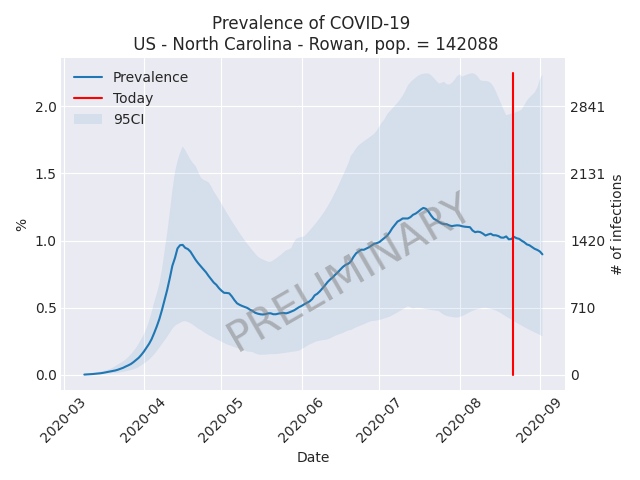 Prevalence of COVID-19
US - North Carolina - Rowan, pop. = 142088
Prevalence
Today
95CI
2.0
1.5
1.0
0.5
0.0
%
2841
2131
1420
710
0
# of infections
PRELIMINARY
2020-03
2020-04
2020-05
2020-06
2020-07
2020-08
2020-09
Date